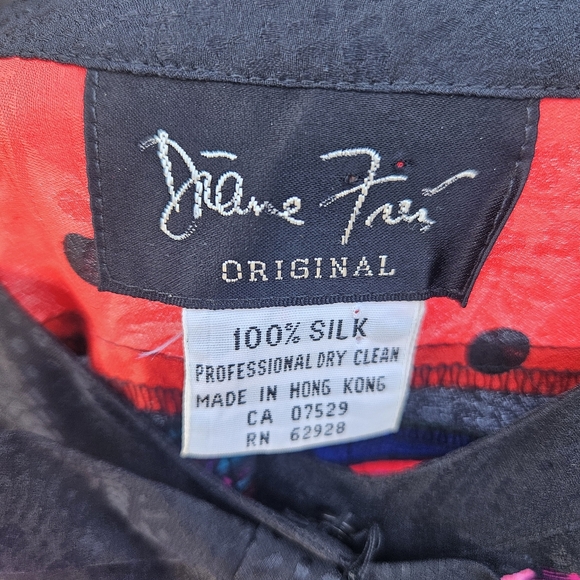 Diane Freis
ORIGINAL
100% SILK
PROFESSIONAL DRY CLEAN
MADE IN HONG KONG
CA 07529
RN 62928